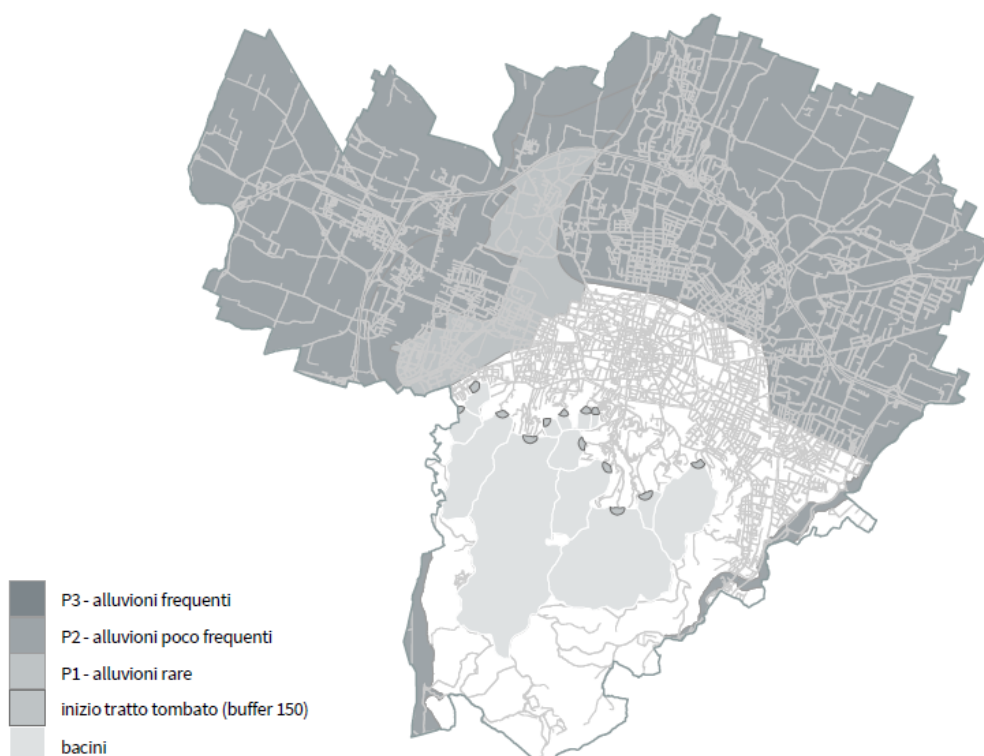 P3 - alluvioni frequenti
P2 - alluvioni poco frequenti
P1 - alluvioni rare
inizio tratto tombato (buffer 150)
bacini